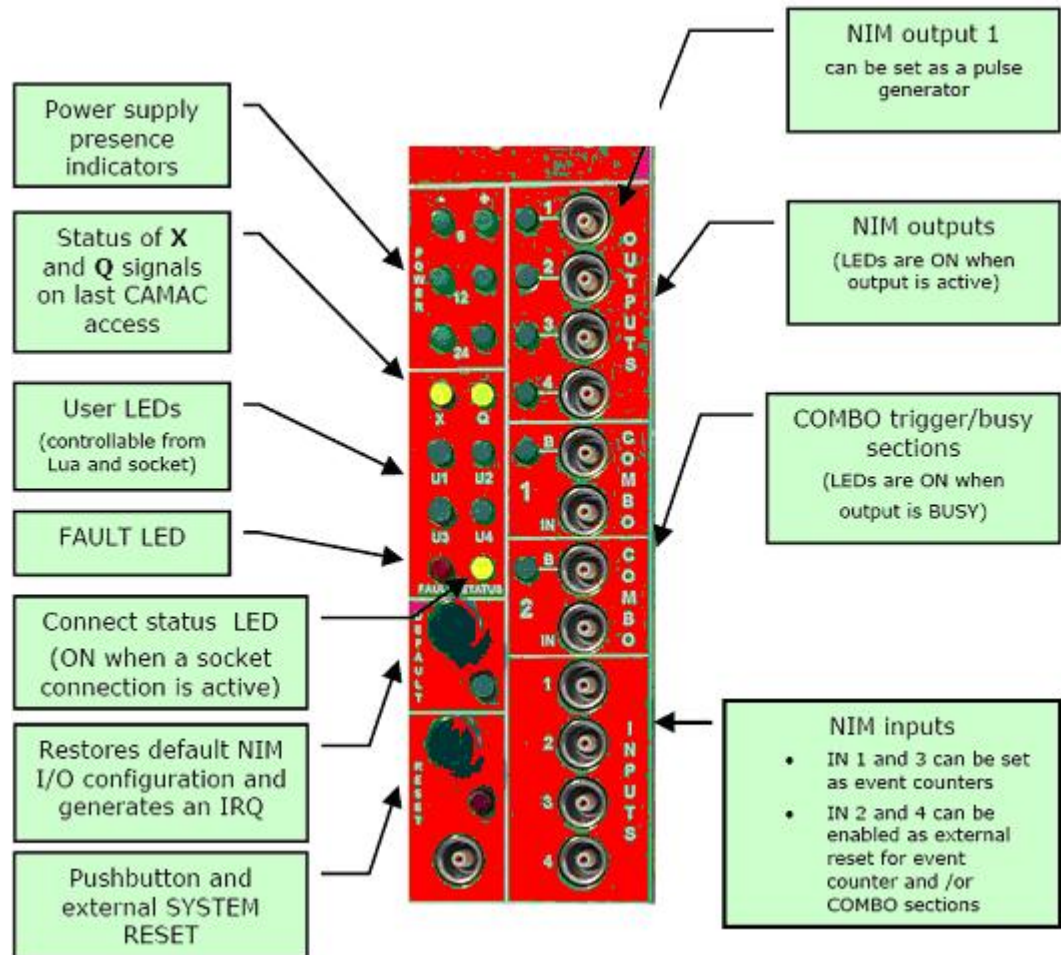 Power supply
presence
indicators
Status of X
and Q signals
on last CAMAC
access
User LEDs
(controllable from
Lua and socket)
FAULT LED
Connect status LED
(ON when a socket
connection is active)
Restores default NIM
I/O configuration and
generates an IRQ
Pushbutton and
external SYSTEM
RESET
POWER
- +
6
12
24
X Q
U1 U2
U3 U4
FAULT STATUS
DEFAULT
RESET
OUTPUTS
1
2
3
4
COMBO
1
B
IN
COMBO
2
B
IN
INPUTS
1
2
3
4
NIM output 1
can be set as a pulse
generator
NIM outputs
(LEDs are ON when
output is active)
COMBO trigger/busy
sections
(LEDs are ON when
output is BUSY)
NIM inputs
• IN 1 and 3 can be set
as event counters
• IN 2 and 4 can be
enabled as external
reset for event
counter and /or
COMBO sections